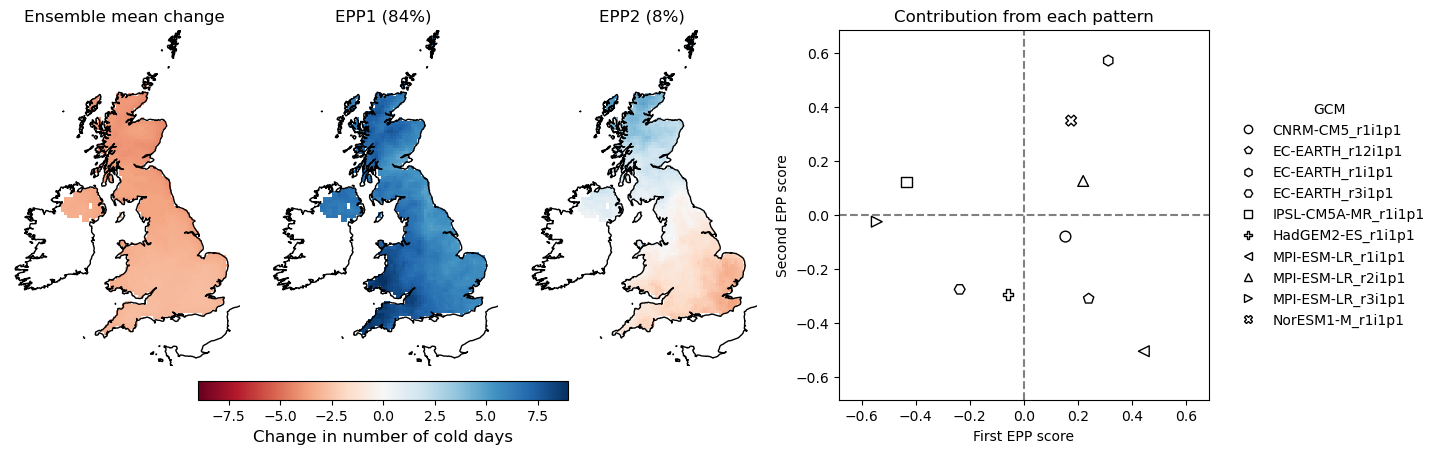 Ensemble mean change
EPP1 (84%)
EPP2 (8%)
Contribution from each pattern
−7.5 −5.0 −2.5 0.0 2.5 5.0 7.5
Change in number of cold days
Second EPP score
0.6
0.4
0.2
0.0
−0.2
−0.4
−0.6
−0.6 −0.4 −0.2 0.0 0.2 0.4 0.6
First EPP score
GCM
CNRM-CM5_r1i1p1
EC-EARTH_r12i1p1
EC-EARTH_r1i1p1
EC-EARTH_r3i1p1
IPSL-CM5A-MR_r1i1p1
HadGEM2-ES_r1i1p1
MPI-ESM-LR_r1i1p1
MPI-ESM-LR_r2i1p1
MPI-ESM-LR_r3i1p1
NorESM1-M_r1i1p1